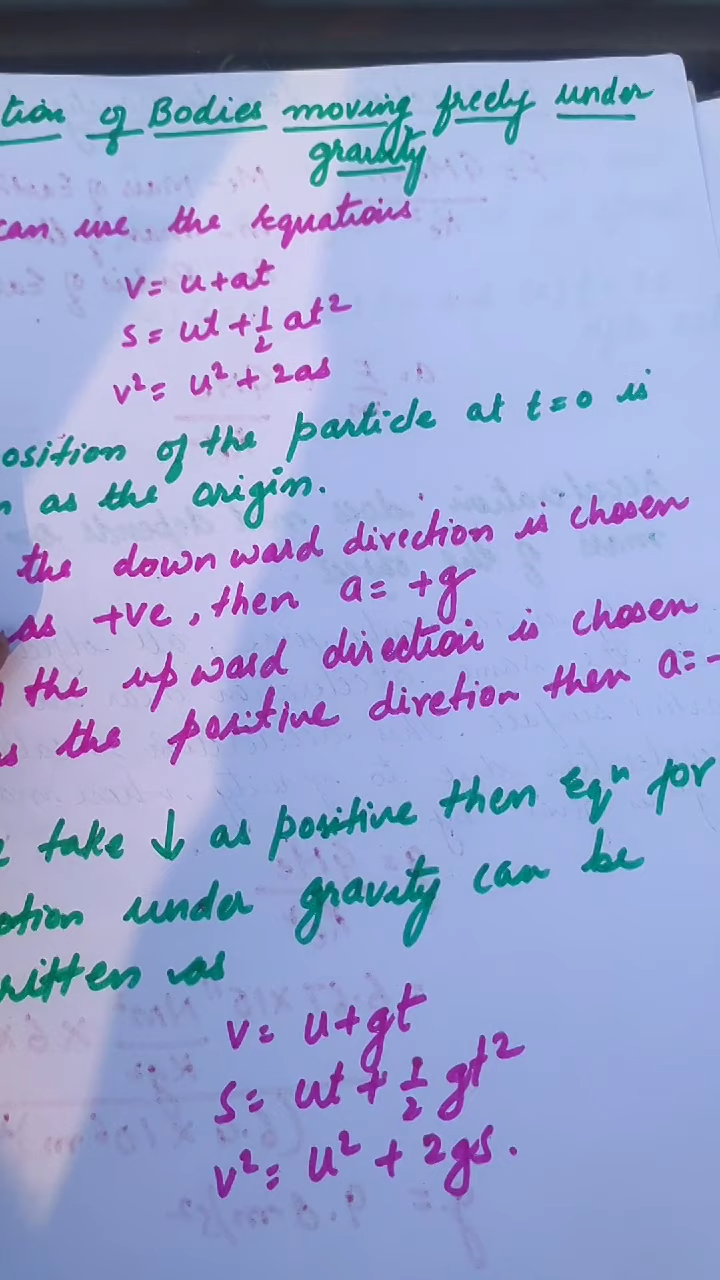 tion of Bodies moving freely under
gravity
can use the Equations
v = u + at
s = ut + 1/2 at²
v² = u² + 2as
osition of the particle at t=0 is
n as the origin.
the downward direction is chosen
as +ve, then a = +g
the upward direction is chosen
s the positive diretion then a = -
e take ↓ as positive then Eqⁿ for
otion under gravity can be
ritten as
v = u + gt
s = ut + 1/2 gt²
v² = u² + 2gs.